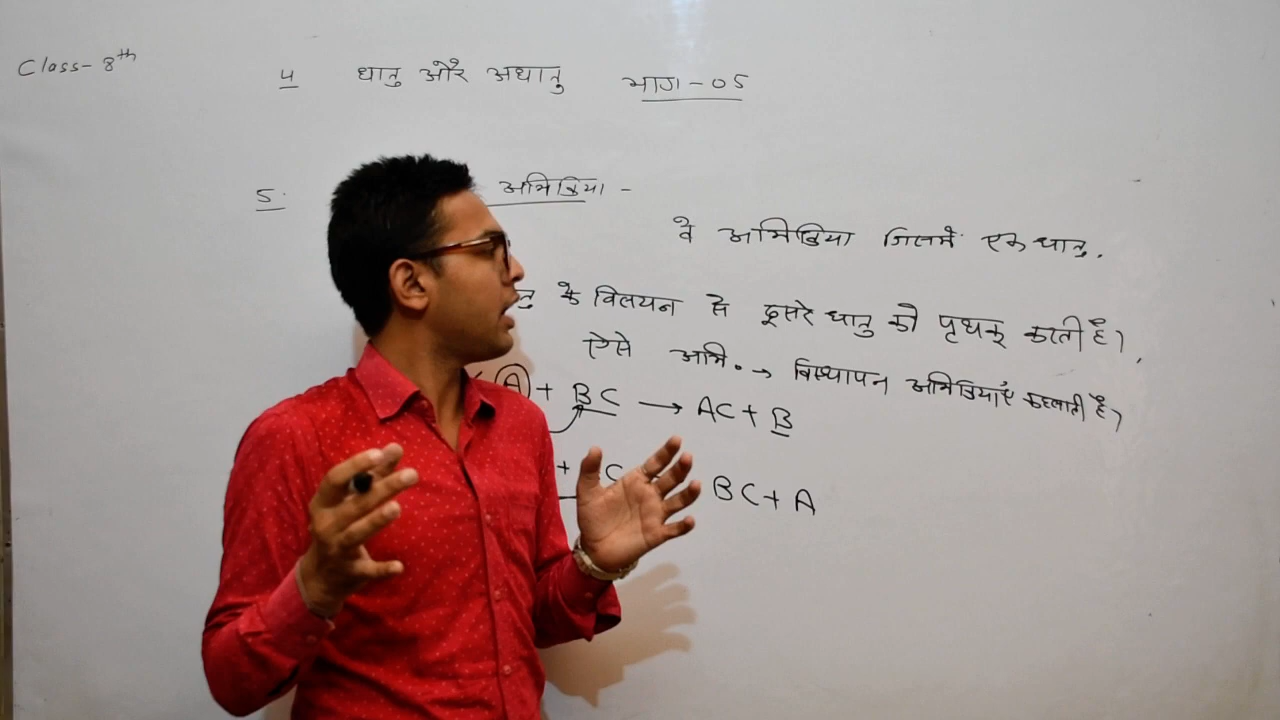 Class-8th
4 धातु और अधातु भाग-05
5. अभिक्रिया -
वे अभिक्रिया जिसमें एक धातु,
के विलयन से दूसरे धातु को पृथक् करती है।,
ऐसे अभि. → विस्थापन अभिक्रियाएँ कहलाती है।
A + BC → AC + B
+ C BC + A